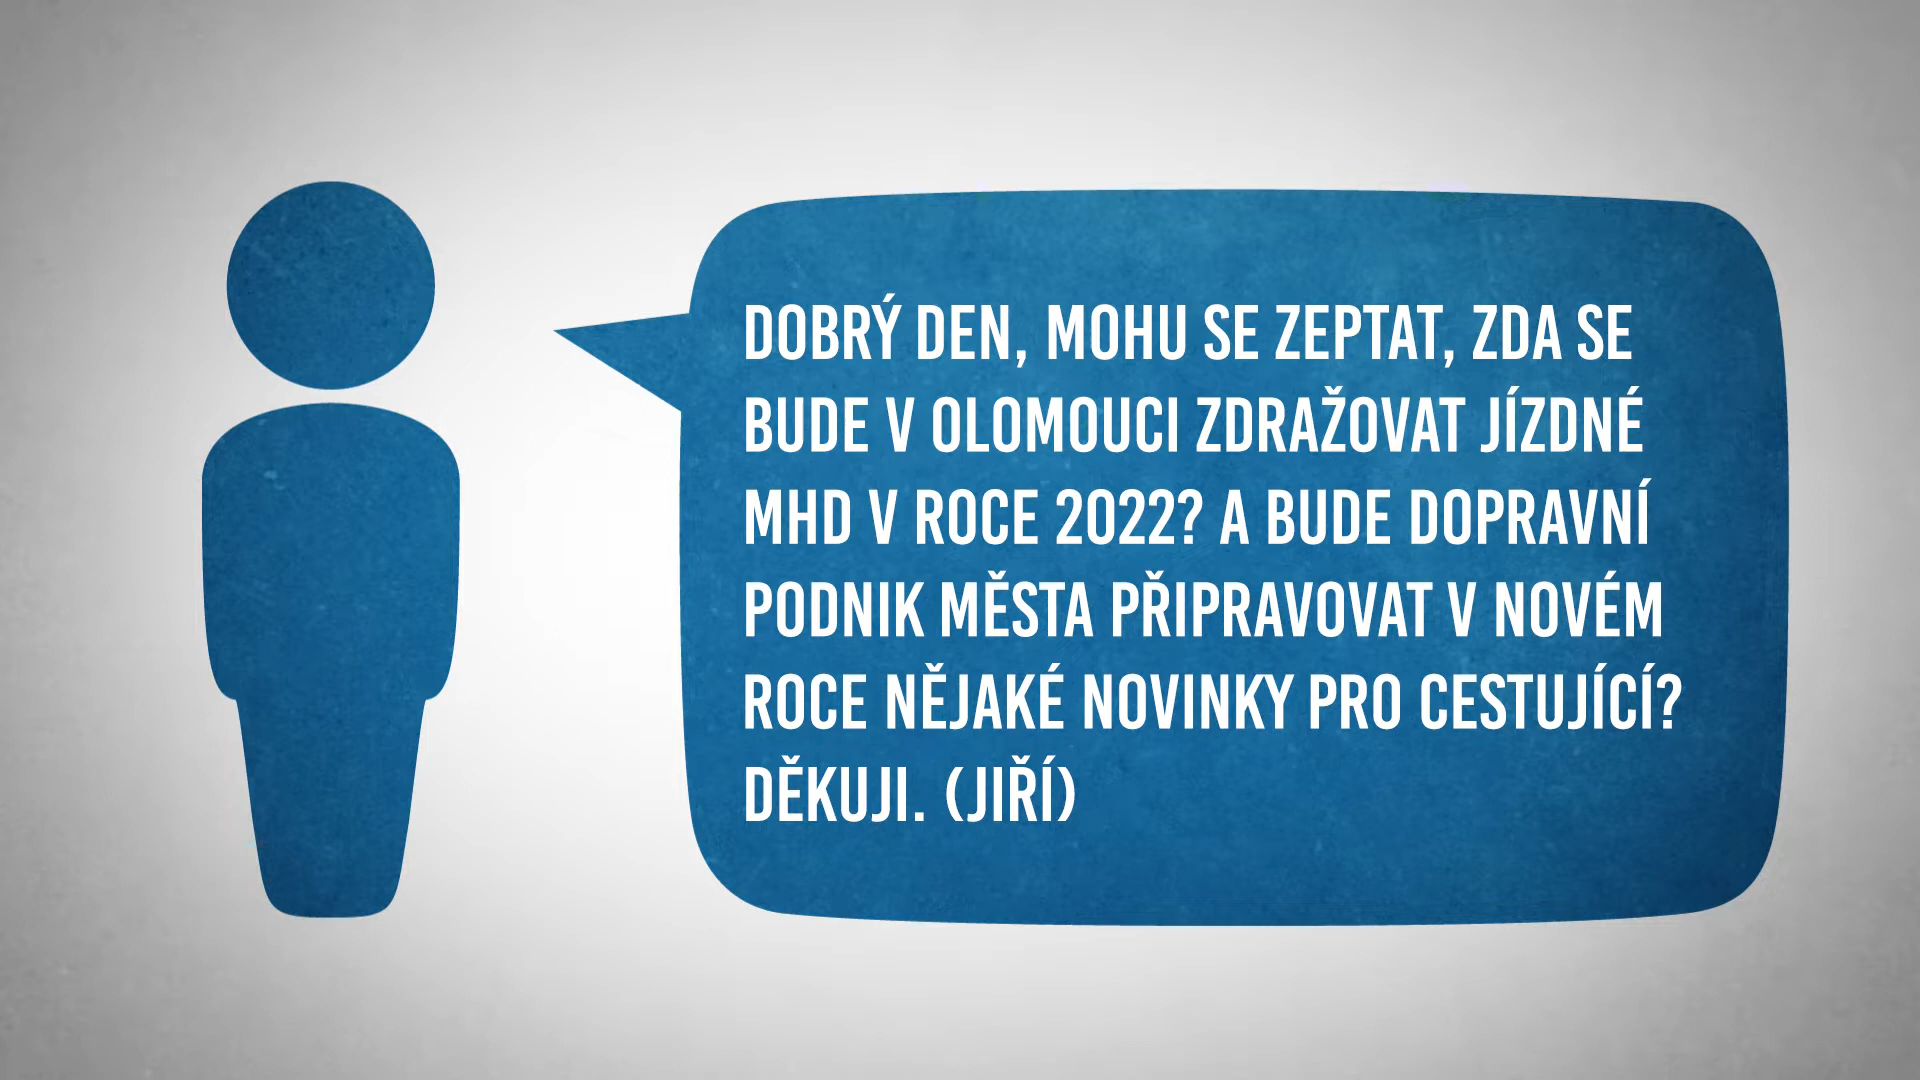 DOBRÝ DEN, MOHU SE ZEPTAT, ZDA SE
BUDE V OLOMOUCI ZDRAŽOVAT JÍZDNÉ
MHD V ROCE 2022? A BUDE DOPRAVNÍ
PODNIK MĚSTA PŘIPRAVOVAT V NOVÉM
ROCE NĚJAKÉ NOVINKY PRO CESTUJÍCÍ?
DĚKUJI. (JIŘÍ)